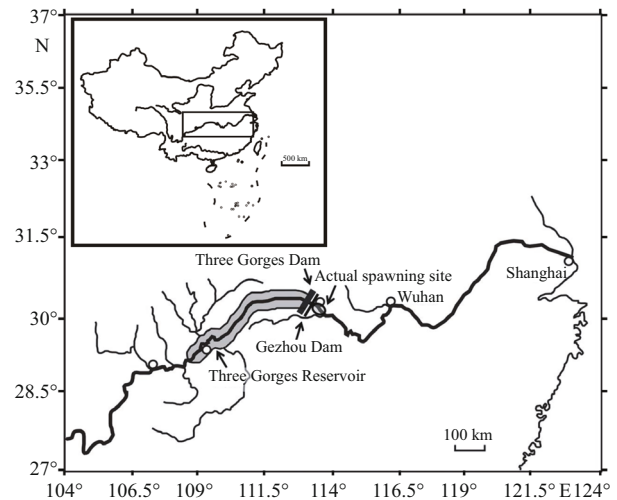 37°
N
35.5°
33°
31.5°
30°
28.5°
27°
500 km
Three Gorges Dam
Actual spawning site
Shanghai
Wuhan
Gezhou Dam
Three Gorges Reservoir
100 km
104° 106.5° 109° 111.5° 114° 116.5° 119° 121.5° E 124°